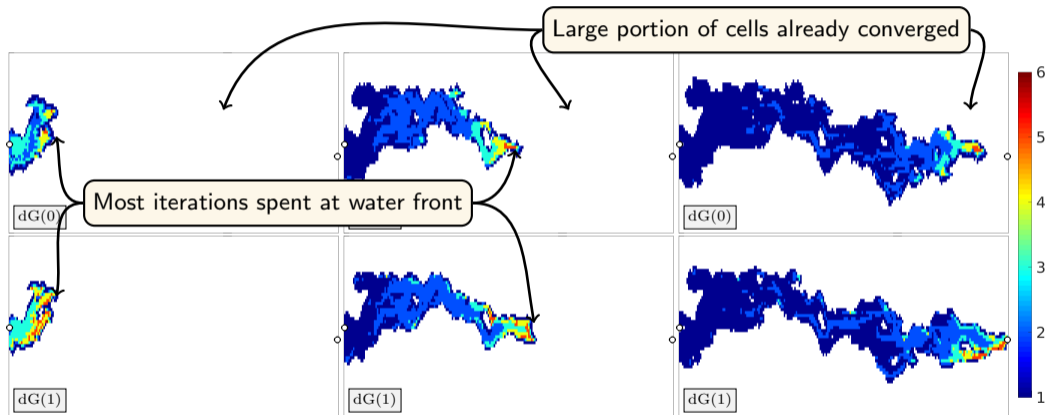 Large portion of cells already converged
6
5
4
3
2
1
Most iterations spent at water front
dG(0)
dG(0)
dG(1)
dG(1)
dG(1)